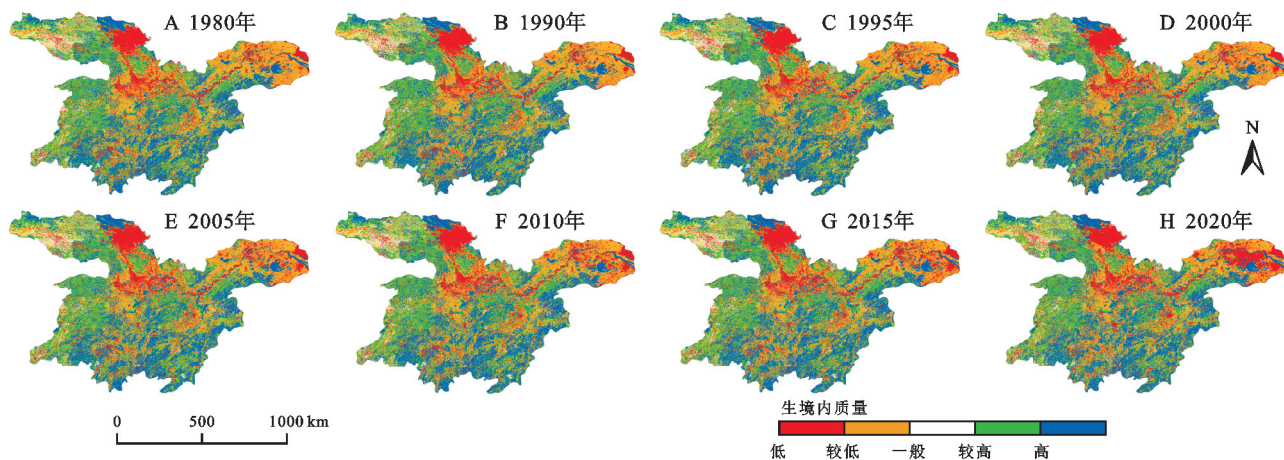 A 1980年
B 1990年
C 1995年
D 2000年
N
E 2005年
F 2010年
G 2015年
H 2020年
0 500 1000 km
生境内质量
低 较低 一般 较高 高